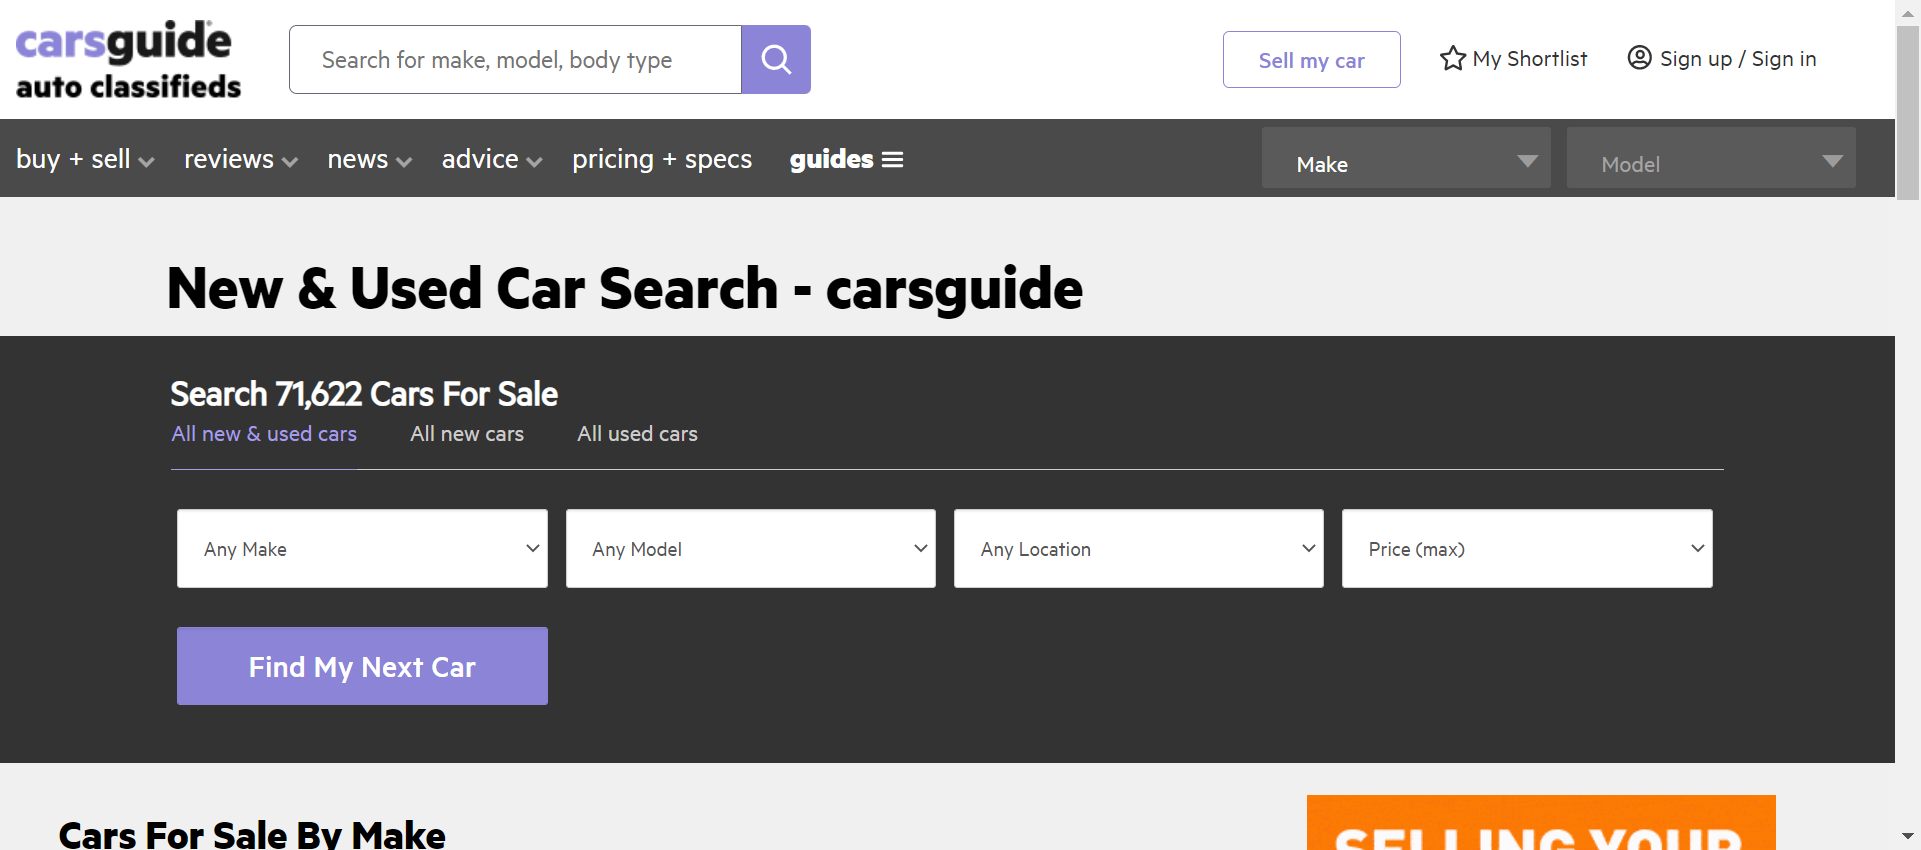 carsguide
auto classifieds
Search for make, model, body type
Sell my car
My Shortlist
Sign up / Sign in
buy + sell
reviews
news
advice
pricing + specs
guides
Make
Model
New & Used Car Search - carsguide
Search 71,622 Cars For Sale
All new & used cars
All new cars
All used cars
Any Make
Any Model
Any Location
Price (max)
Find My Next Car
Cars For Sale By Make
SELLING YOUR